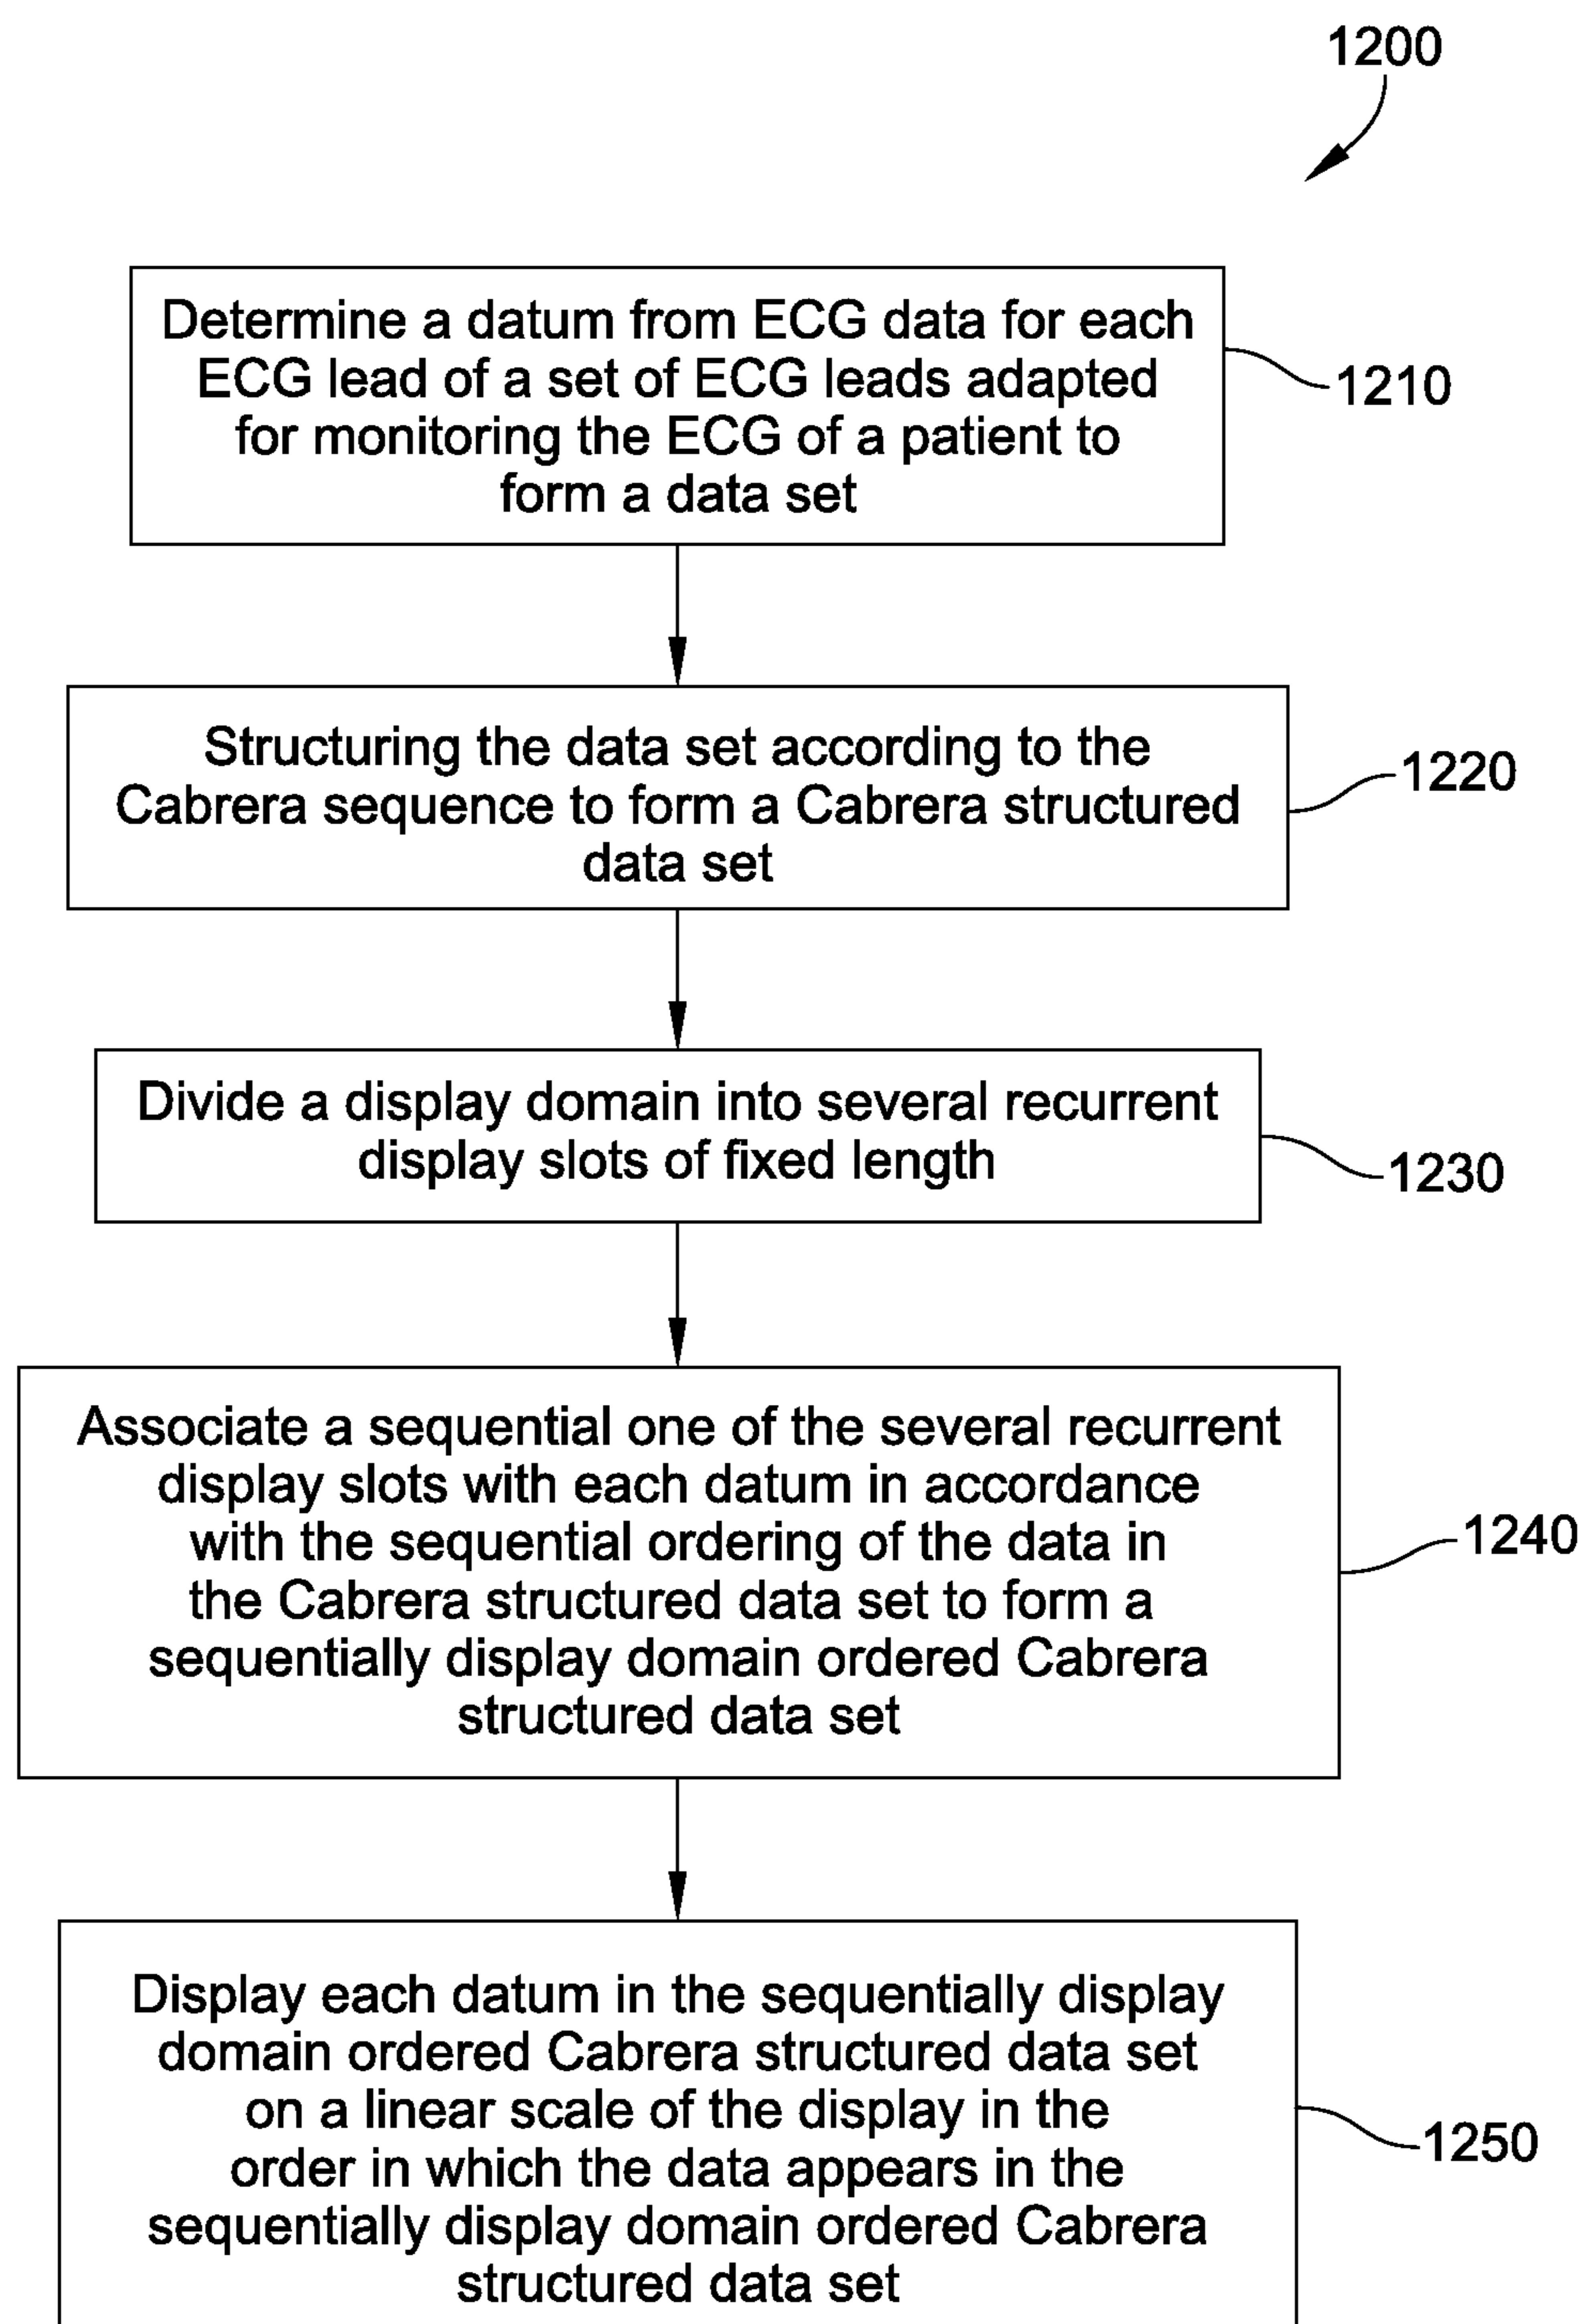 1200
Determine a datum from ECG data for each
ECG lead of a set of ECG leads adapted
for monitoring the ECG of a patient to
form a data set
1210
Structuring the data set according to the
Cabrera sequence to form a Cabrera structured
data set
1220
Divide a display domain into several recurrent
display slots of fixed length
1230
Associate a sequential one of the several recurrent
display slots with each datum in accordance
with the sequential ordering of the data in
the Cabrera structured data set to form a
sequentially display domain ordered Cabrera
structured data set
1240
Display each datum in the sequentially display
domain ordered Cabrera structured data set
on a linear scale of the display in the
order in which the data appears in the
sequentially display domain ordered Cabrera
structured data set
1250